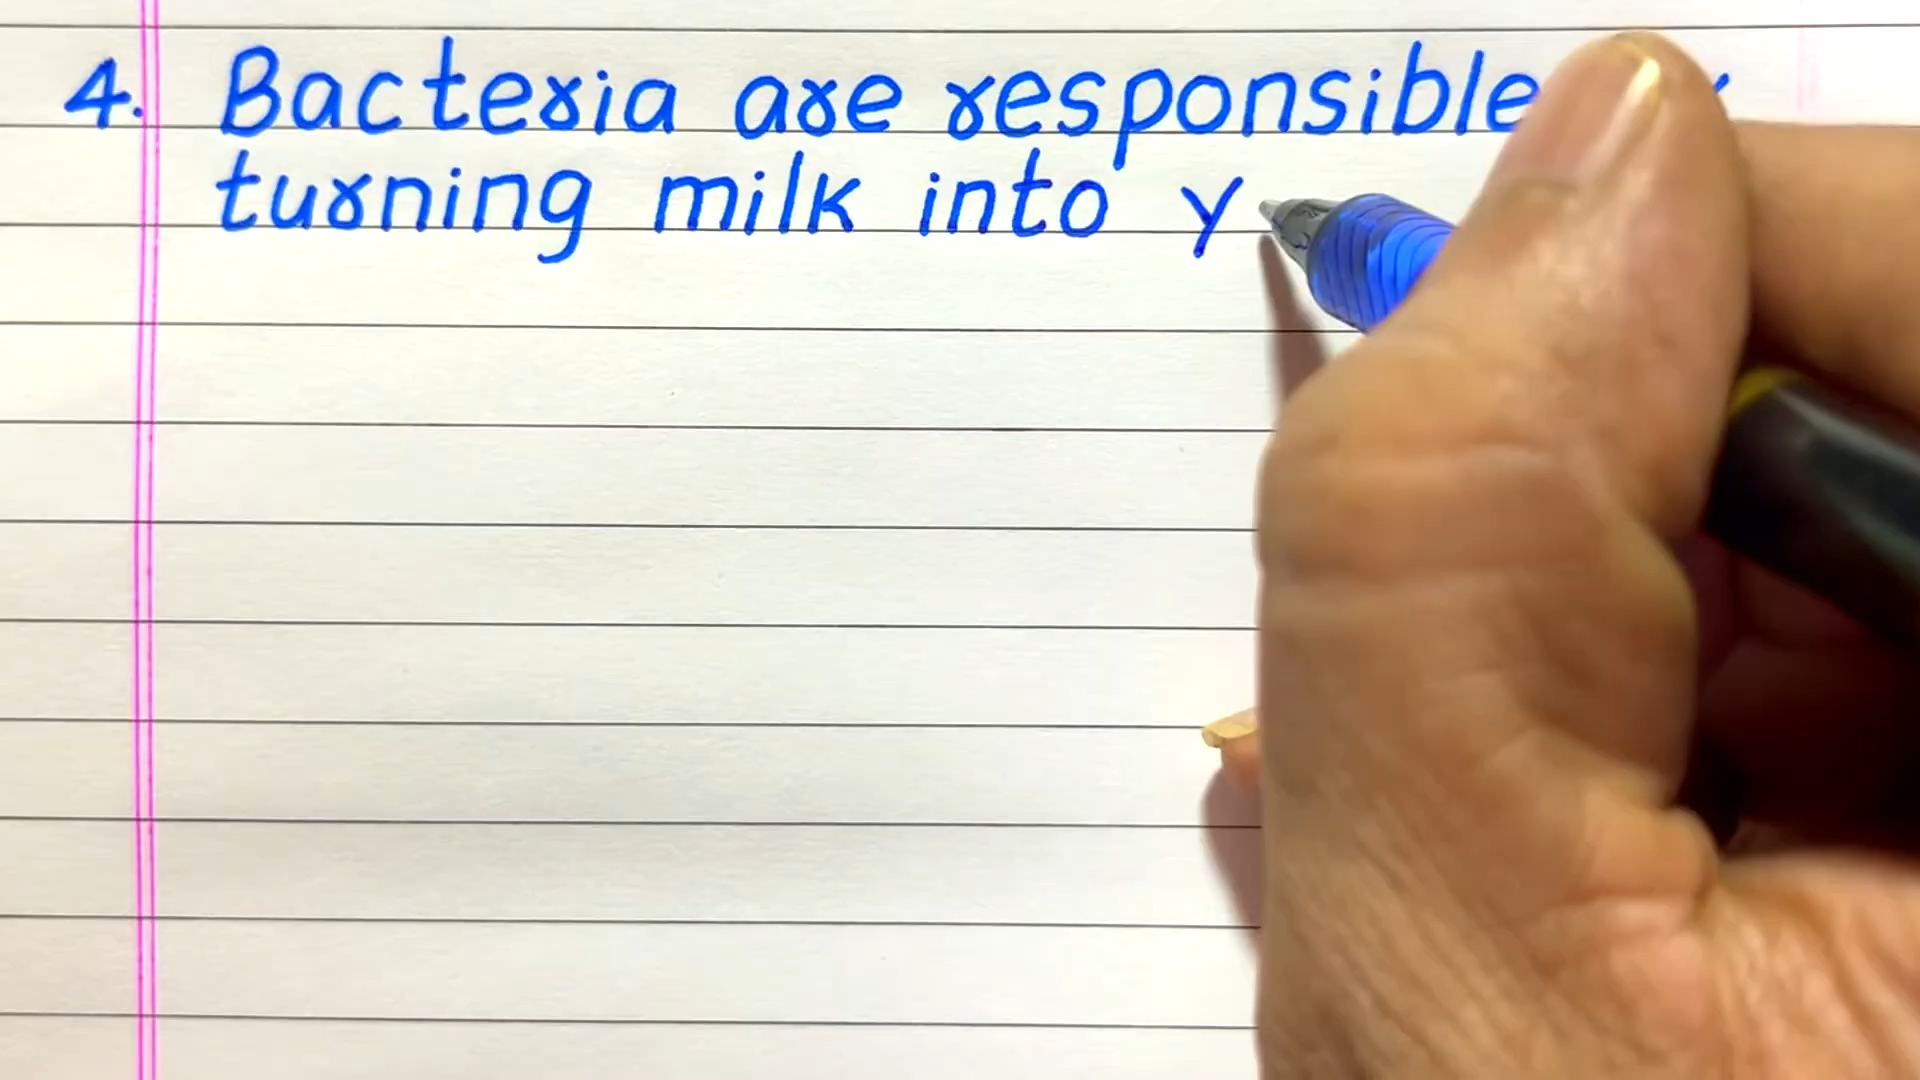 4. Bacteria are responsible
turning milk into y